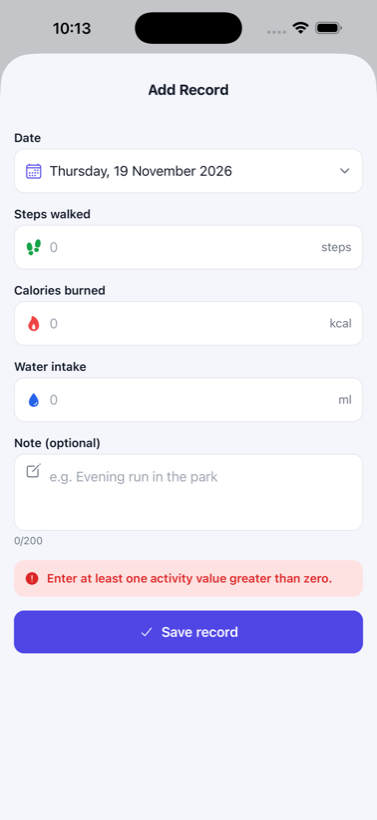 10:13
Add Record
Date
Thursday, 19 November 2026
Steps walked
0 steps
Calories burned
0 kcal
Water intake
0 ml
Note (optional)
e.g. Evening run in the park
0/200
Enter at least one activity value greater than zero.
Save record